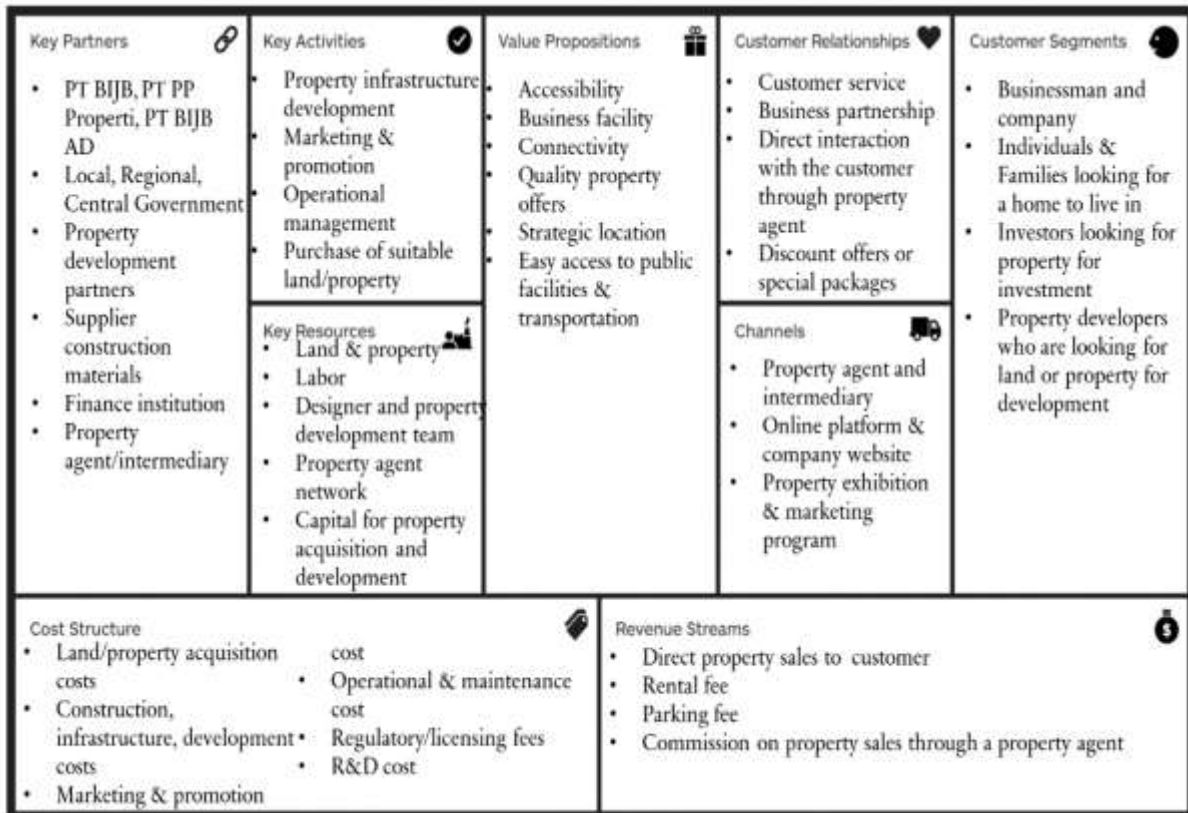 Key Partners
• PT BIJB, PT PP
Properti, PT BIJB
AD
• Local, Regional,
Central Government
• Property
development
partners
• Supplier
construction
materials
• Finance institution
• Property
agent/intermediary
Key Activities
• Property infrastructure
development
• Marketing &
promotion
• Operational
management
• Purchase of suitable
land/property
Key Resources
• Land & property
• Labor
• Designer and property
development team
• Property agent
network
• Capital for property
acquisition and
development
Value Propositions
• Accessibility
• Business facility
• Connectivity
• Quality property
offers
• Strategic location
• Easy access to public
facilities &
transportation
Customer Relationships
• Customer service
• Business partnership
• Direct interaction
with the customer
through property
agent
• Discount offers or
special packages
Channels
• Property agent and
intermediary
• Online platform &
company website
• Property exhibition
& marketing
program
Customer Segments
• Businessman and
company
• Individuals &
Families looking for
a home to live in
• Investors looking for
property for
investment
• Property developers
who are looking for
land or property for
development
Cost Structure
• Land/property acquisition
costs
• Construction,
infrastructure, development
costs
• Marketing & promotion
cost
• Operational & maintenance
cost
• Regulatory/licensing fees
• R&D cost
Revenue Streams
$
• Direct property sales to customer
• Rental fee
• Parking fee
• Commission on property sales through a property agent